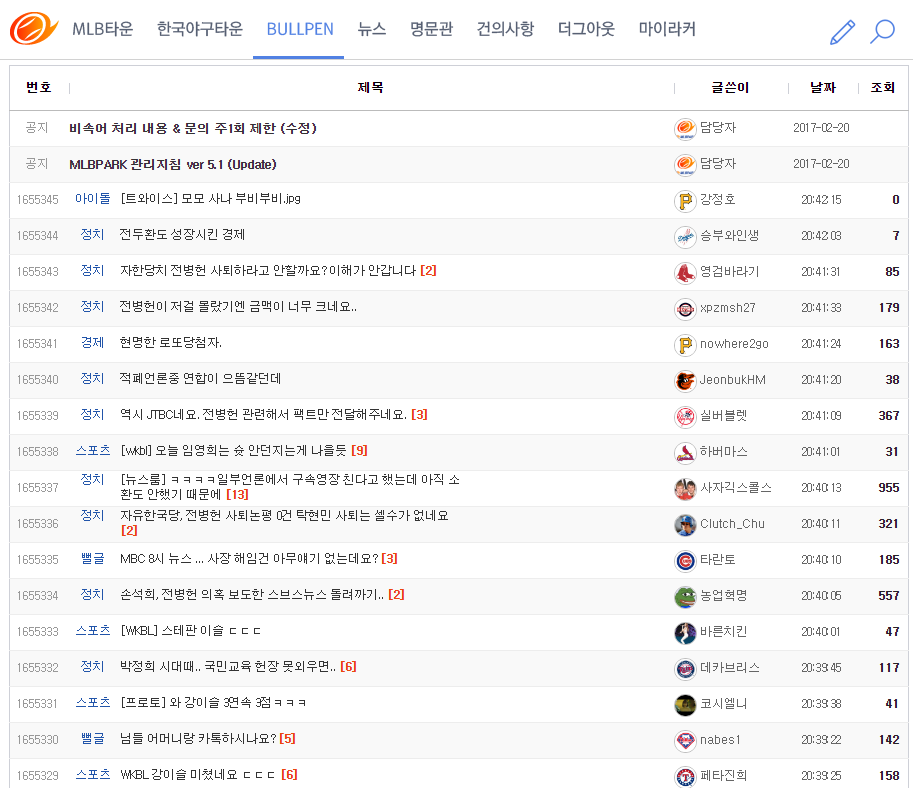 MLB타운 한국야구타운 BULLPEN 뉴스 명문관 건의사항 더그아웃 마이라커
번호 제목 글쓴이 날짜 조회
공지 비속어 처리 내용 & 문의 주1회 제한 (수정) 담당자 2017-02-20
공지 MLBPARK 관리지침 ver 5.1 (Update) 담당자 2017-02-20
1655345 아이돌 [트와이스] 모모 사나 부비부비.jpg 강정호 20:42:15 0
1655344 정치 전두환도 성장시킨 경제 승부와인생 20:42:03 7
1655343 정치 자한당치 전병헌 사퇴하라고 안할까요?이해가 안갑니다 [2] 영검바라기 20:41:31 85
1655342 정치 전병헌이 저걸 몰랐기엔 금맥이 너무 크네요.. xpzmsh27 20:41:33 179
1655341 경제 현명한 로또당첨자. nowhere2go 20:41:24 163
1655340 정치 적폐언론중 연합이 으뜸같던데 JeonbukHM 20:41:20 38
1655339 정치 역시 JTBC네요. 전병헌 관련해서 팩트만 전달해주네요. [3] 실버블렛 20:41:09 367
1655338 스포츠 [wkbl] 오늘 임영희는 슛 안던지는게 나을듯 [9] 하버마스 20:41:01 31
1655337 정치 [뉴스룸] ㅋㅋㅋㅋ일부언론에서 구속영장 친다고 했는데 아직 소
환도 안했기 때문에 [13] 사자긱스콜스 20:40:13 955
1655336 정치 자유한국당, 전병헌 사퇴논평 0건 탁현민 사퇴는 셀수가 없네요
[2] Clutch_Chu 20:40:11 321
1655335 뻘글 MBC 8시 뉴스 ... 사장 해임건 아무얘기 없는데요? [3] 타란토 20:40:10 185
1655334 정치 손석희, 전병헌 의혹 보도한 스브스뉴스 돌려까기.. [2] 농업혁명 20:40:05 557
1655333 스포츠 [WKBL] 스테판 이슬 ㄷㄷㄷ 바른치킨 20:40:01 47
1655332 정치 박정희 시대때.. 국민교육 헌장 못외우면.. [6] 데카브리스 20:39:45 117
1655331 스포츠 [프로토] 와 강이슬 3연속 3점ㅋㅋㅋ 코시엘니 20:39:38 41
1655330 뻘글 님들 어머니랑 카톡하시나요? [5] nabes1 20:39:22 142
1655329 스포츠 WKBL 강이슬 미쳤네요 ㄷㄷㄷ [6] 페타진희 20:39:25 158